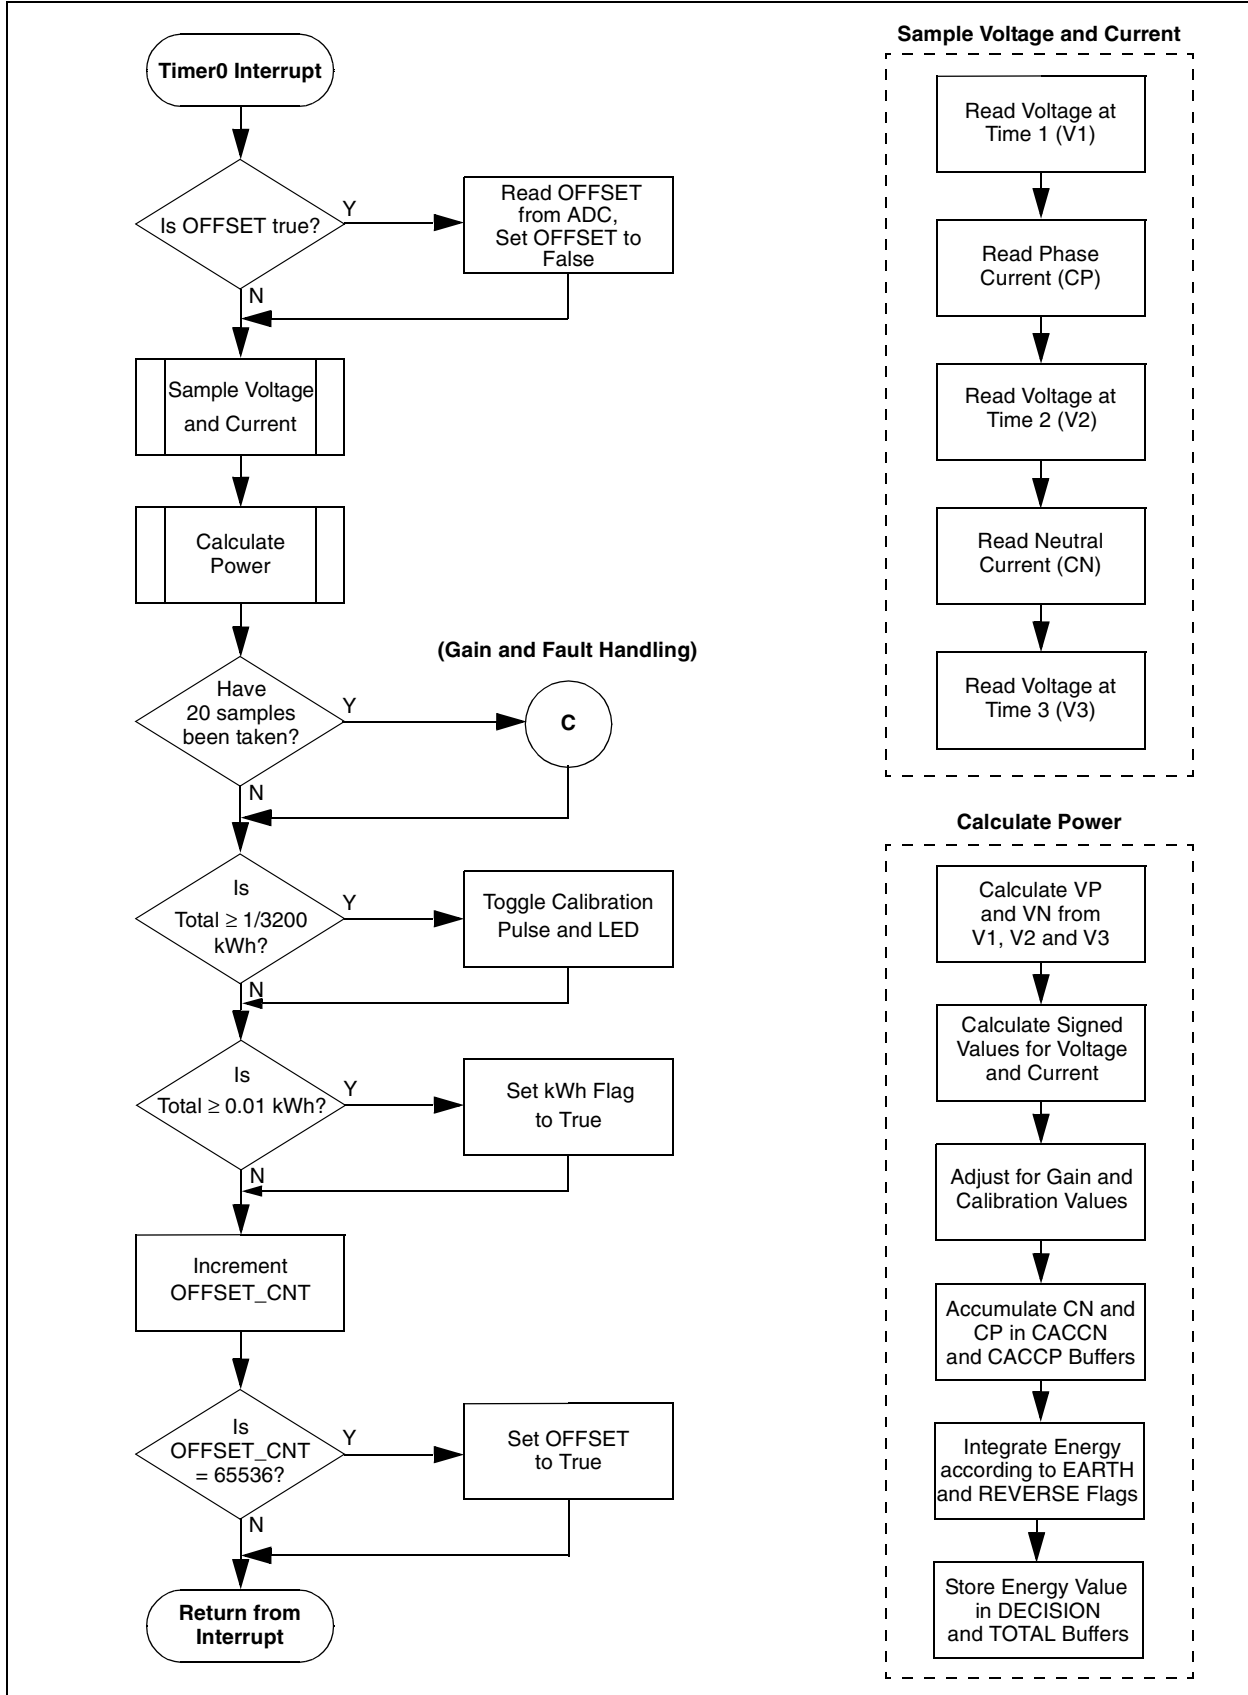 Timer0 Interrupt
Is OFFSET true?
Y
Read OFFSET
from ADC,
Set OFFSET to
False
N
Sample Voltage
and Current
Calculate
Power
(Gain and Fault Handling)
Have
20 samples
been taken?
Y
C
N
Is
Total ≥ 1/3200
kWh?
Y
Toggle Calibration
Pulse and LED
N
Is
Total ≥ 0.01 kWh?
Y
Set kWh Flag
to True
N
Increment
OFFSET_CNT
Is
OFFSET_CNT
= 65536?
Y
Set OFFSET
to True
N
Return from
Interrupt
Sample Voltage and Current
Read Voltage at
Time 1 (V1)
Read Phase
Current (CP)
Read Voltage at
Time 2 (V2)
Read Neutral
Current (CN)
Read Voltage at
Time 3 (V3)
Calculate Power
Calculate VP
and VN from
V1, V2 and V3
Calculate Signed
Values for Voltage
and Current
Adjust for Gain and
Calibration Values
Accumulate CN and
CP in CACCN
and CACCP Buffers
Integrate Energy
according to EARTH
and REVERSE Flags
Store Energy Value
in DECISION
and TOTAL Buffers